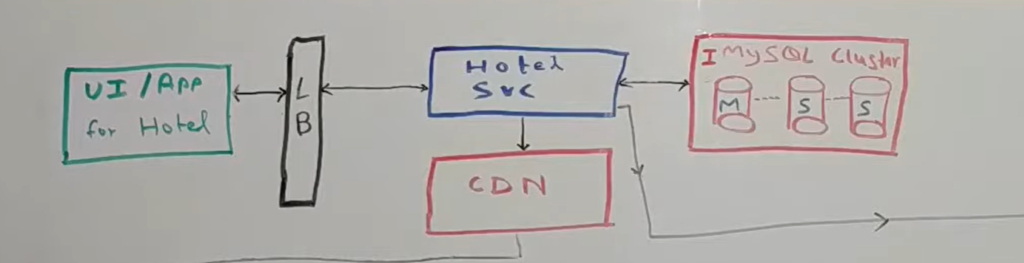 UI/APP
for Hotel
L
B
Hotel
SVC
CDN
I MySQL Cluster
M
S
S